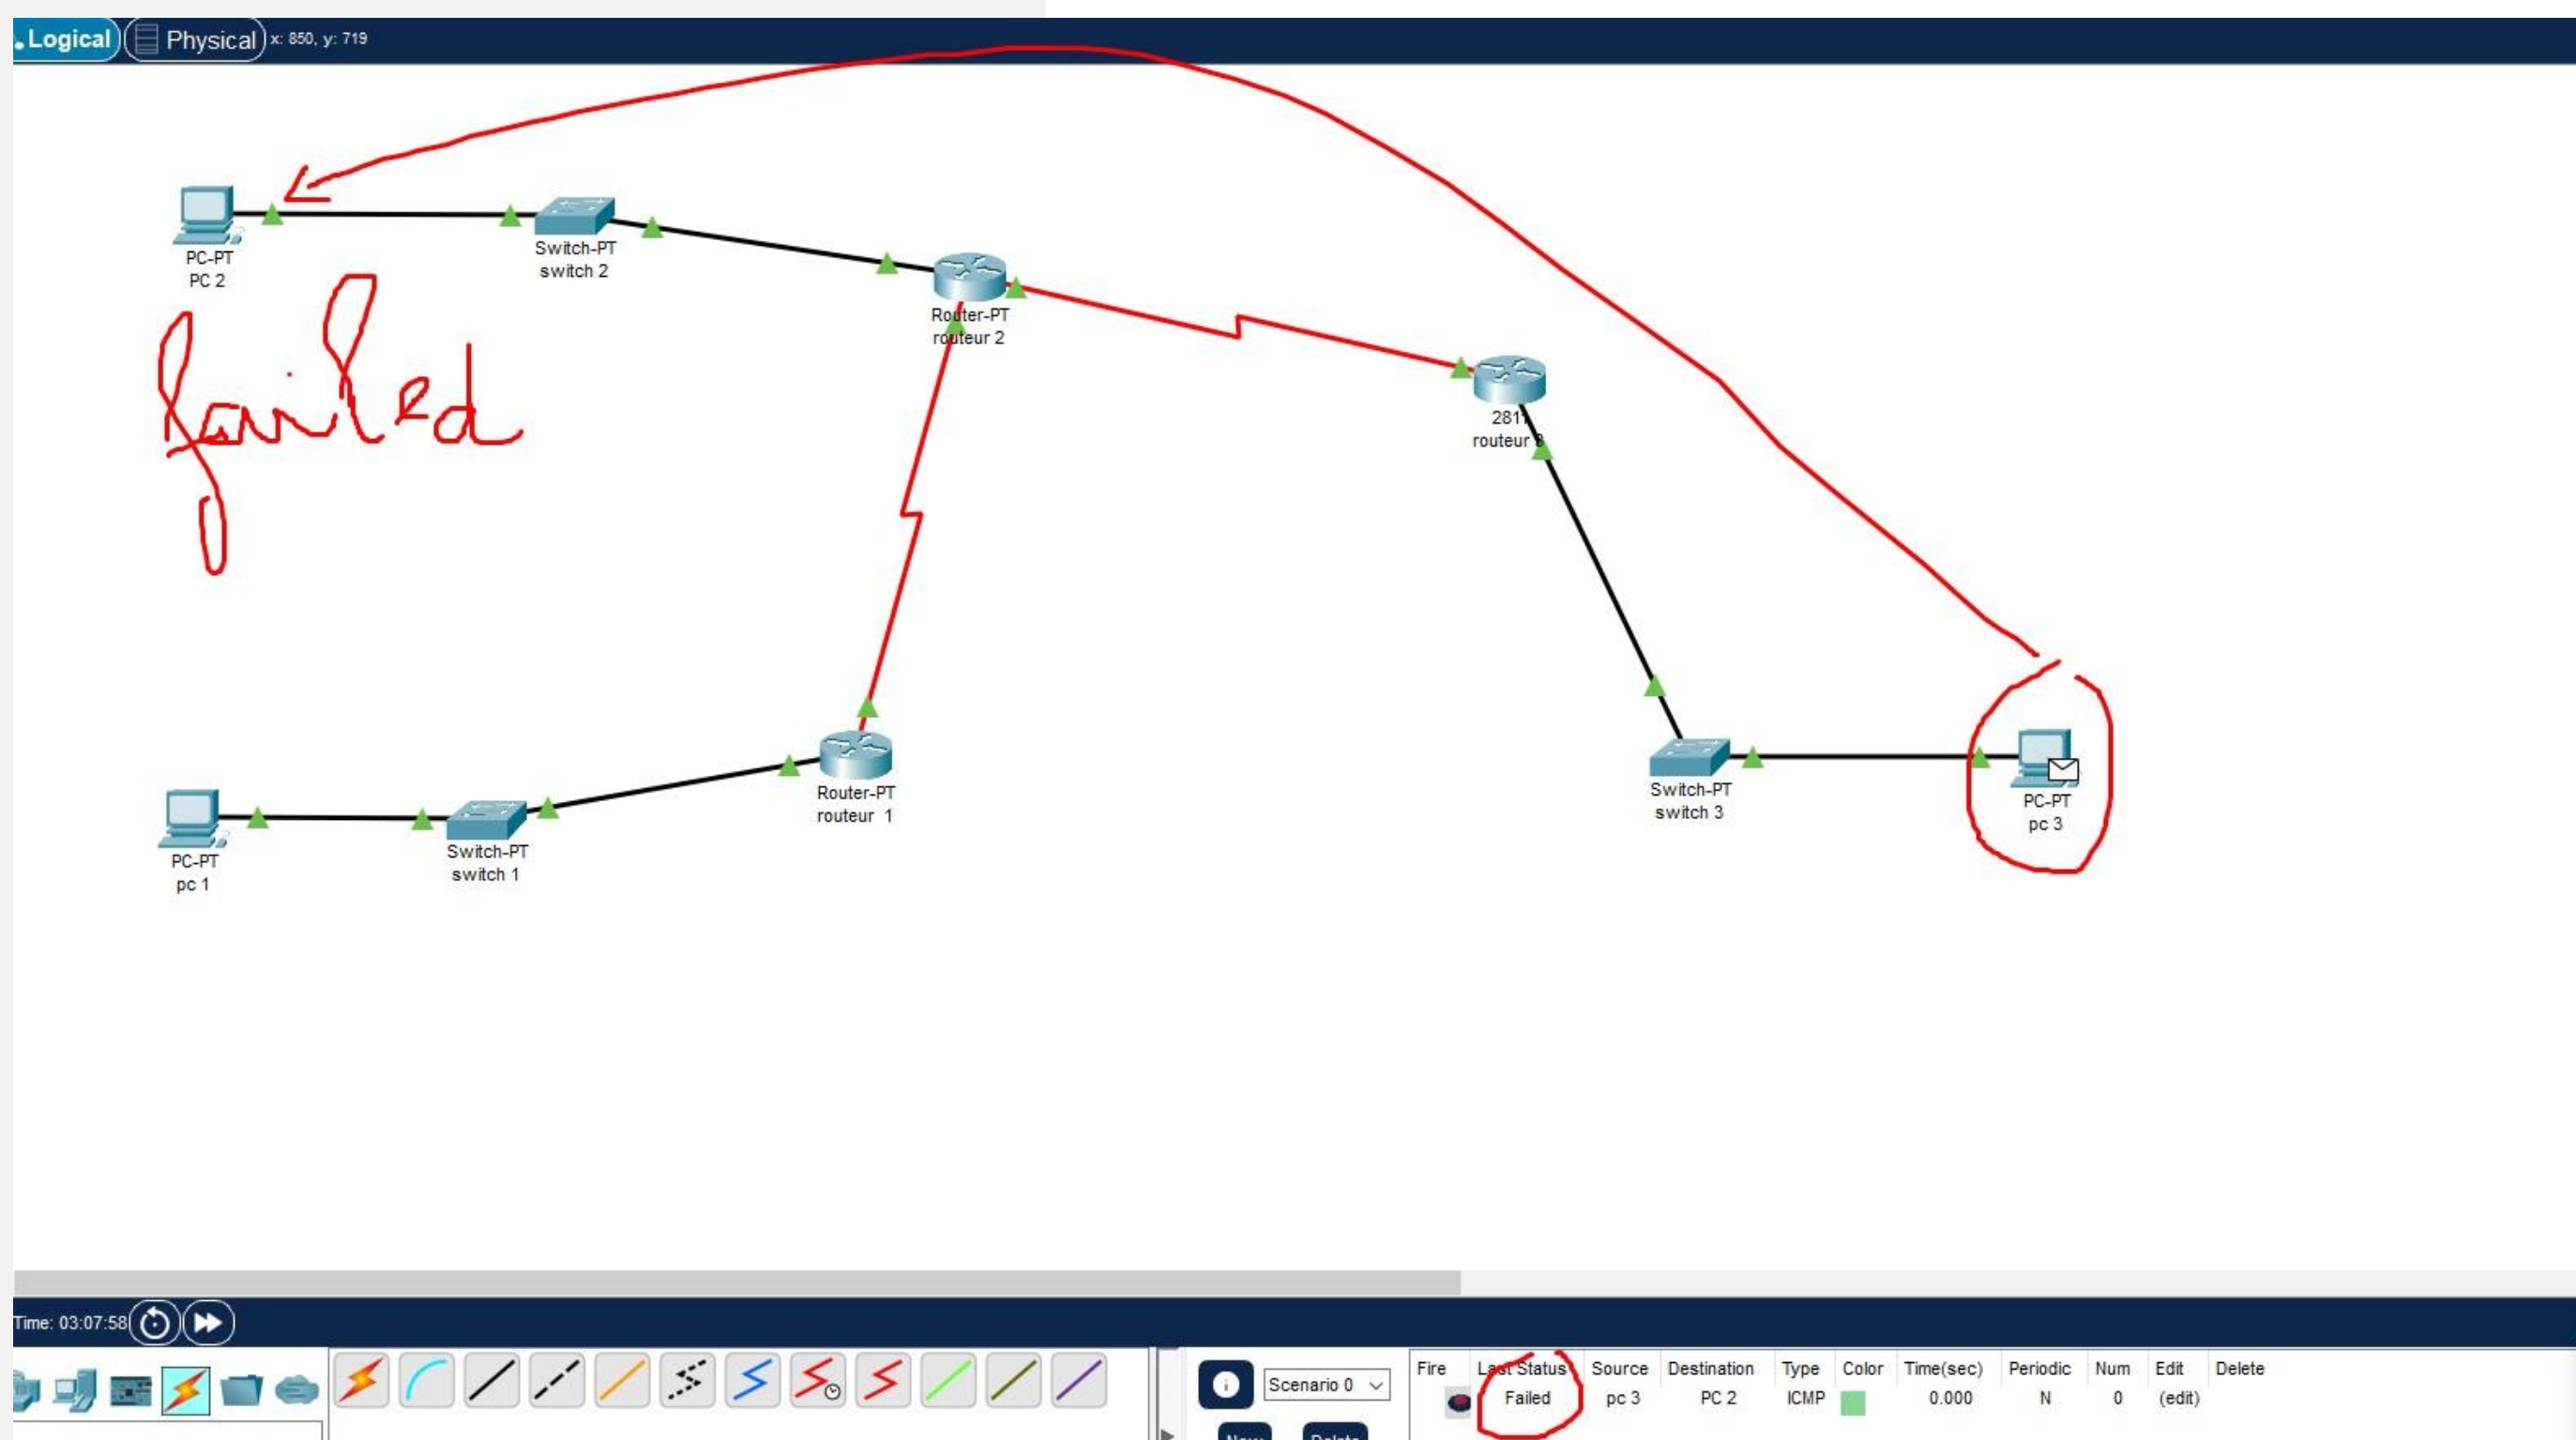 Logical Physical x: 850, y: 719
PC-PT
PC 2
Switch-PT
switch 2
Router-PT
routeur 2
failed
routeur 3
Router-PT
routeur 1
Switch-PT
switch 3
PC-PT
pc 3
PC-PT
pc 1
Switch-PT
switch 1
Time: 03:07:58
Scenario 0
Fire Last Status Source Destination Type Color Time(sec) Periodic Num Edit Delete
Failed pc 3 PC 2 ICMP 0.000 N 0 (edit)
New Delete